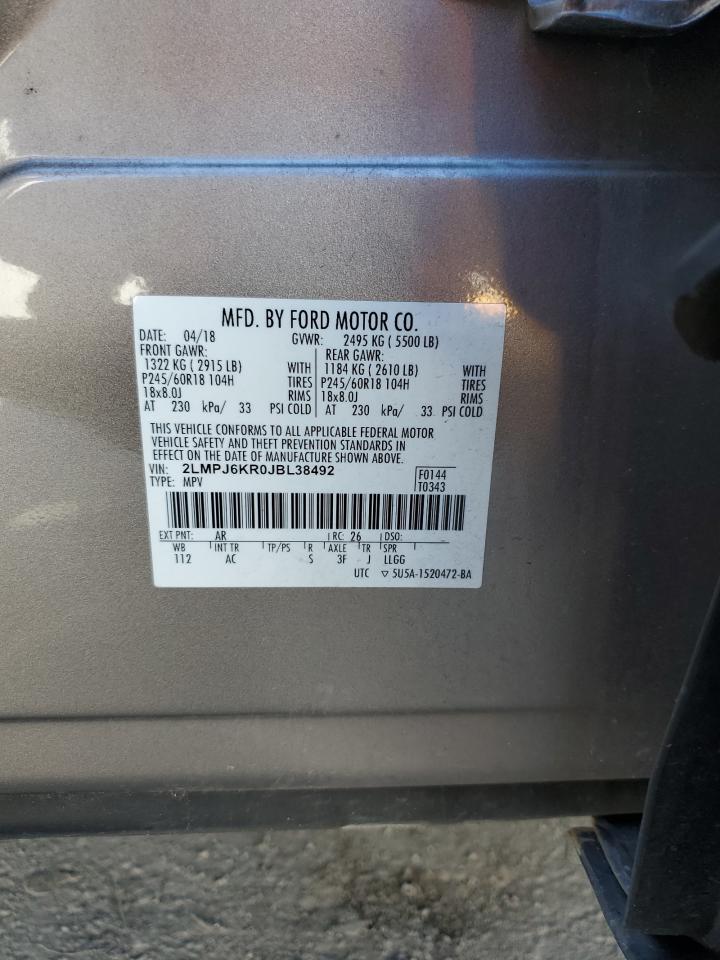 MFD. BY FORD MOTOR CO.
DATE: 04/18 GVWR: 2495 KG ( 5500 LB)
FRONT GAWR: REAR GAWR:
1322 KG ( 2915 LB) WITH 1184 KG ( 2610 LB) WITH
P245/60R18 104H TIRES P245/60R18 104H TIRES
18x8.0J RIMS 18x8.0J RIMS
AT 230 kPa/ 33 PSI COLD AT 230 kPa/ 33 PSI COLD
THIS VEHICLE CONFORMS TO ALL APPLICABLE FEDERAL MOTOR
VEHICLE SAFETY AND THEFT PREVENTION STANDARDS IN
EFFECT ON THE DATE OF MANUFACTURE SHOWN ABOVE.
VIN: 2LMPJ6KR0JBL38492 F0144
TYPE: MPV T0343
EXT PNT: AR RC: 26 DSO:
WB INT TR TP/PS R AXLE TR SPR
112 AC S 3F J LLGG
UTC ▽ 5U5A-1520472-BA